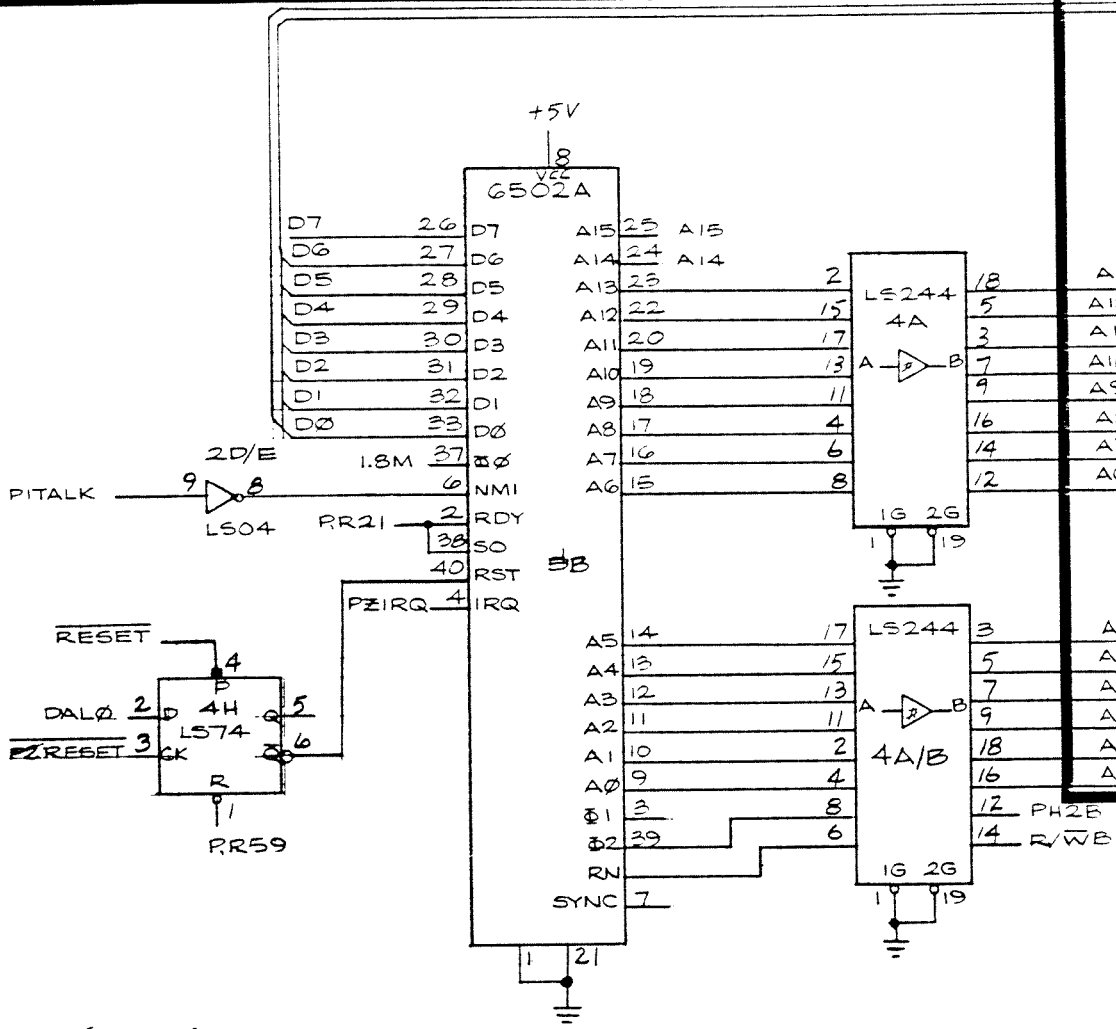 +5V
8
VCC
6502A
D7 26 D7
D6 27 D6
D5 28 D5
D4 29 D4
D3 30 D3
D2 31 D2
D1 32 D1
DØ 33 DØ
1.8M 37 ΦØ
6 NMI
PR21 2 RDY
38 SO
40 RST
PZIRQ 4 IRQ
2D/E
PITALK 9 8
LS04
RESET
4
P
4H
LS74
DALØ 2 D Q 5
PZRESET 3 CK Q 6
R
1
PR59
A15 25 A15
A14 24 A14
A13 23
A12 22
A11 20
A10 19
A9 18
A8 17
A7 16
A6 15
A5 14
A4 13
A3 12
A2 11
A1 10
AØ 9
Φ1 3
Φ2 39
RN
SYNC 7
1 21
2 LS244 18
15 4A 5
17 3
13 A B 7
11 9
4 16
6 14
8 12
1G 2G
1 19
17 LS244 3
15 5
13 A B 7
11 9
2 4A/B 18
4 16
8 12 PH2B
6 14 R/W̅B
1G 2G
1 19